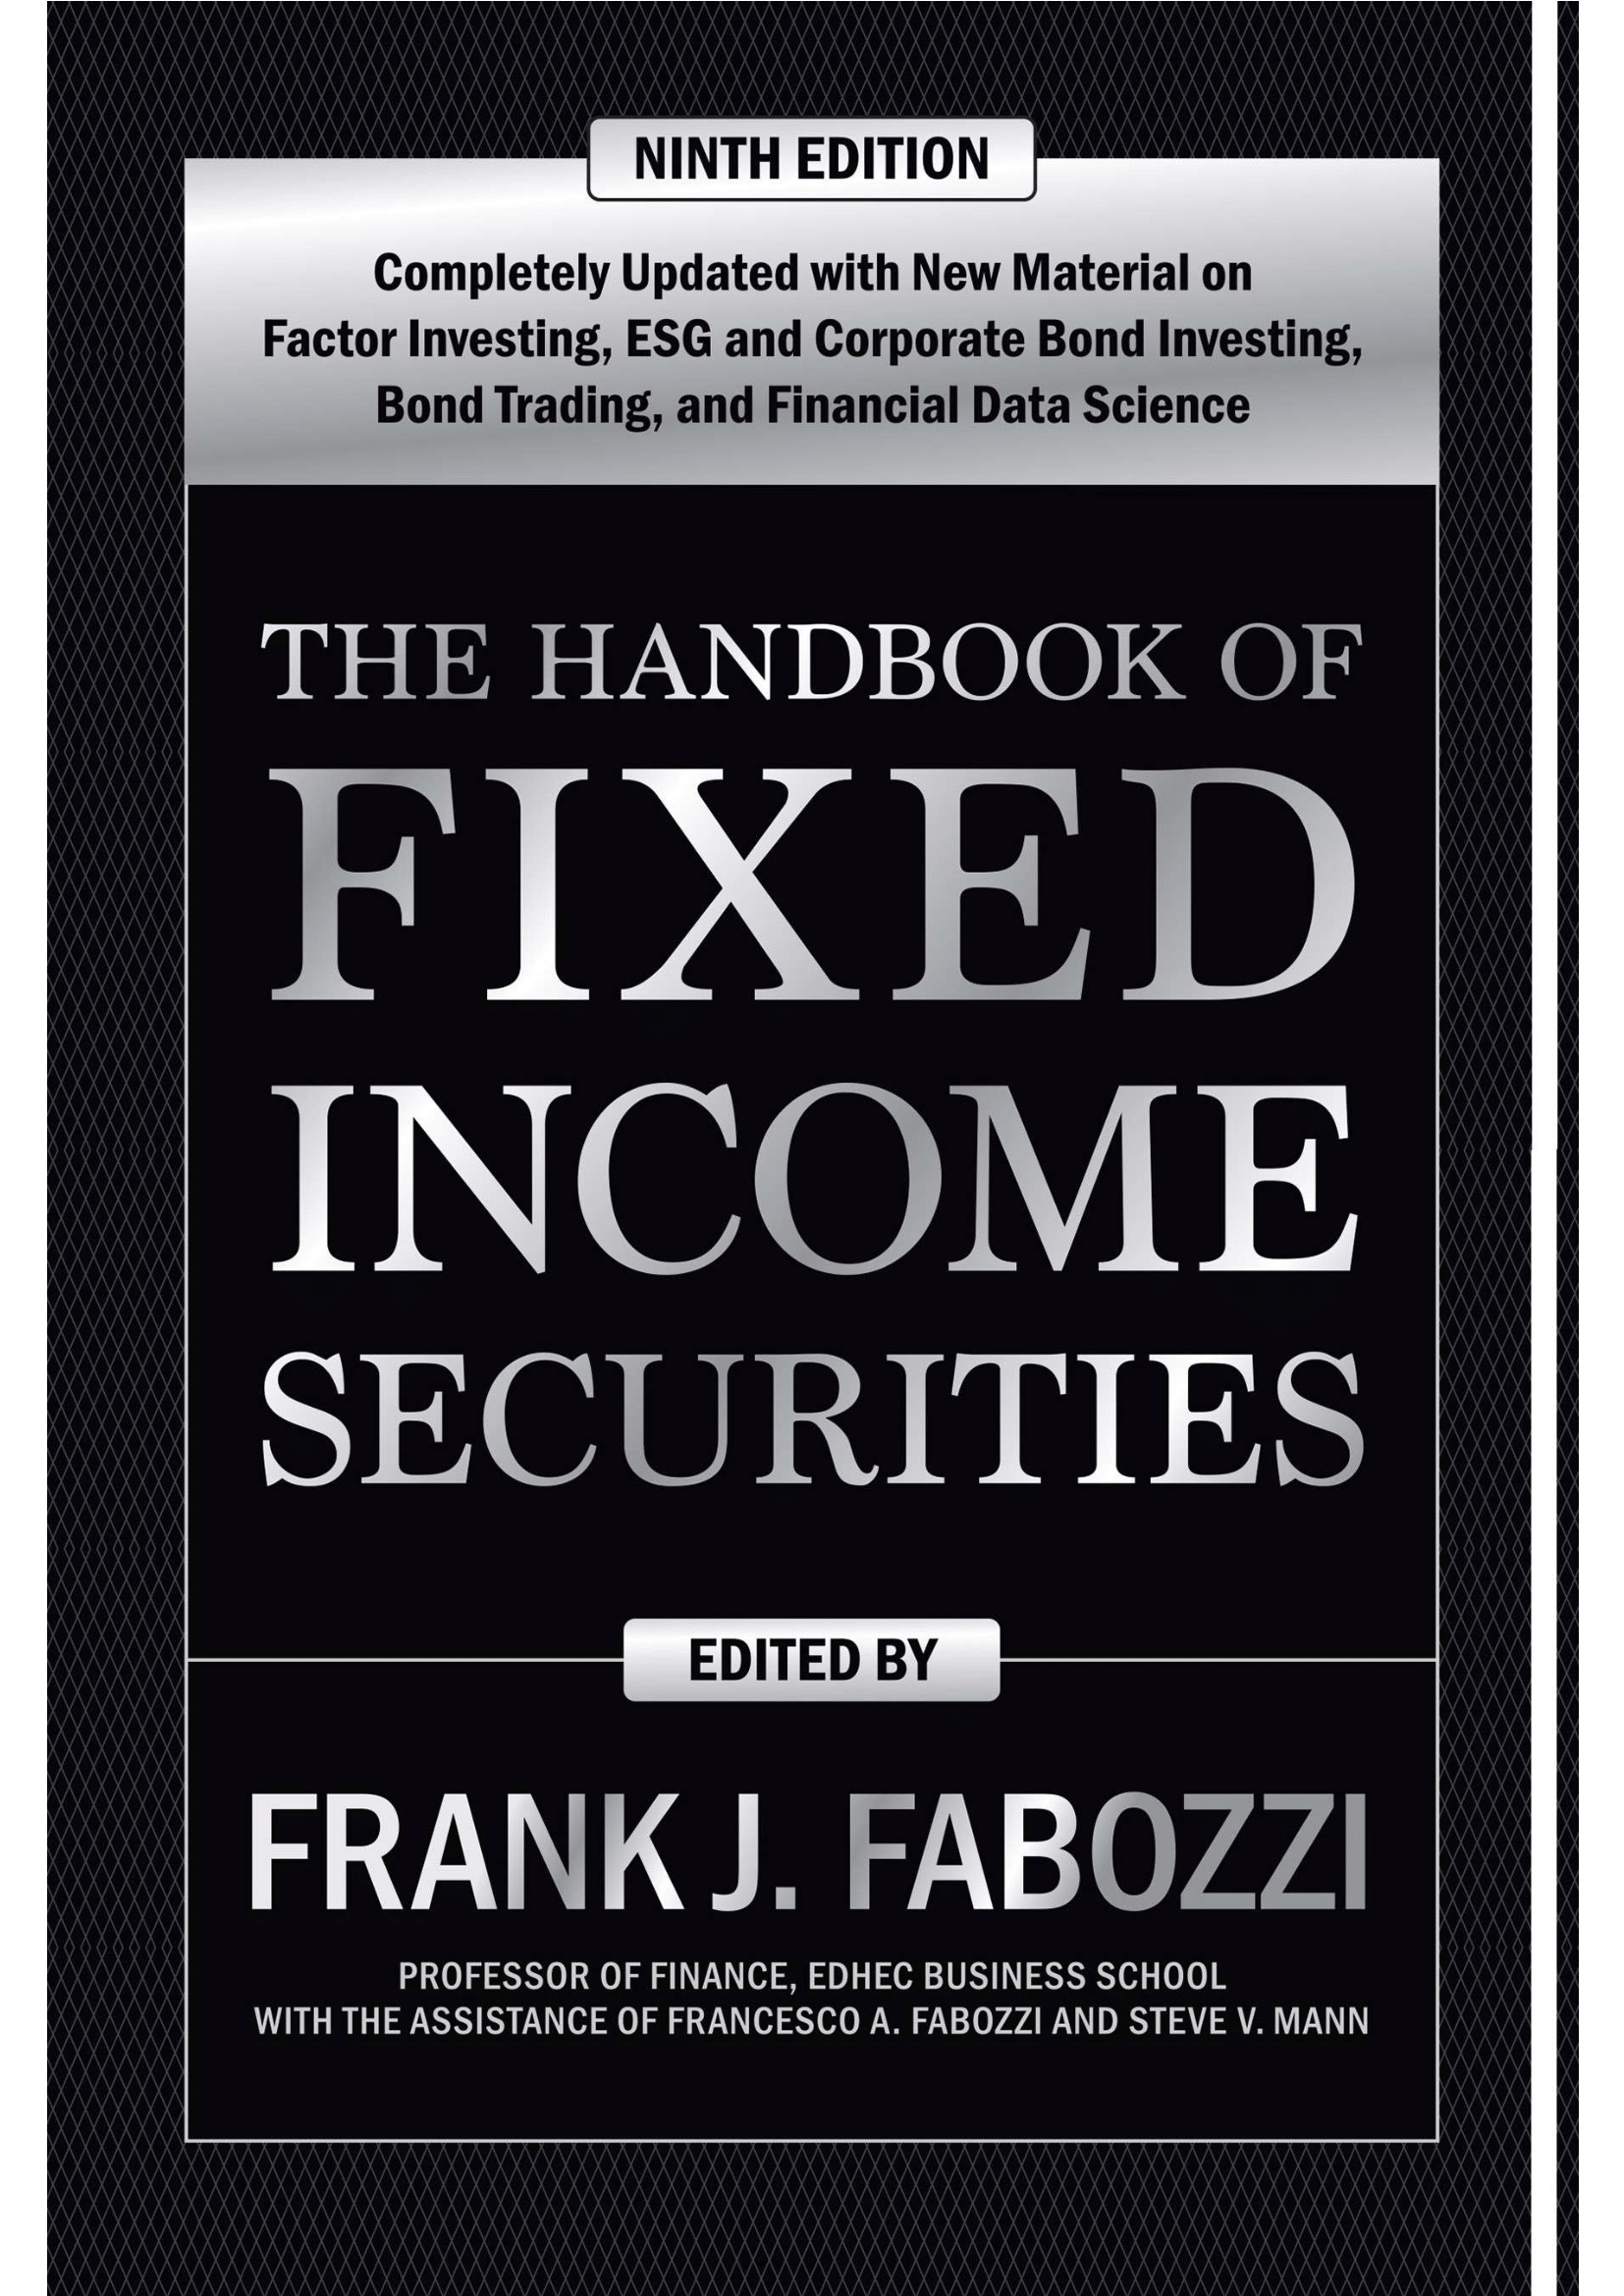 NINTH EDITION
Completely Updated with New Material on
Factor Investing, ESG and Corporate Bond Investing,
Bond Trading, and Financial Data Science
THE HANDBOOK OF
FIXED
INCOME
SECURITIES
EDITED BY
FRANK J. FABOZZI
PROFESSOR OF FINANCE, EDHEC BUSINESS SCHOOL
WITH THE ASSISTANCE OF FRANCESCO A. FABOZZI AND STEVE V. MANN